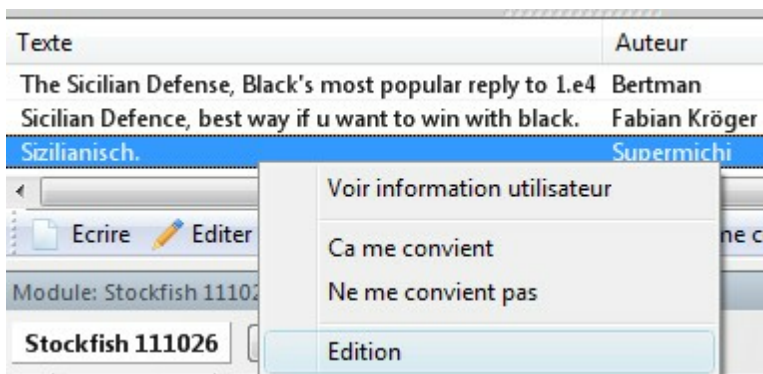 Texte Auteur
The Sicilian Defense, Black's most popular reply to 1.e4 Bertman
Sicilian Defence, best way if u want to win with black. Fabian Kröger
Sizilianisch. Supermichi
Voir information utilisateur
Ecrire Editer
Ca me convient
Module: Stockfish 11102
Ne me convient pas
Stockfish 111026
Edition